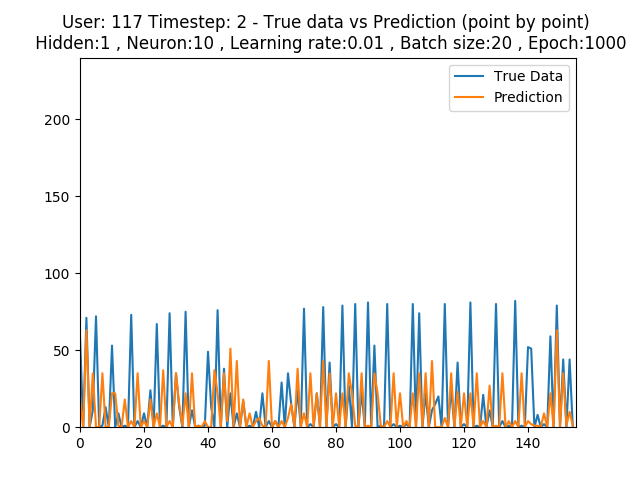 User: 117 Timestep: 2 - True data vs Prediction (point by point)
Hidden:1 , Neuron:10 , Learning rate:0.01 , Batch size:20 , Epoch:1000
True Data
Prediction
200
150
100
50
0
0 20 40 60 80 100 120 140